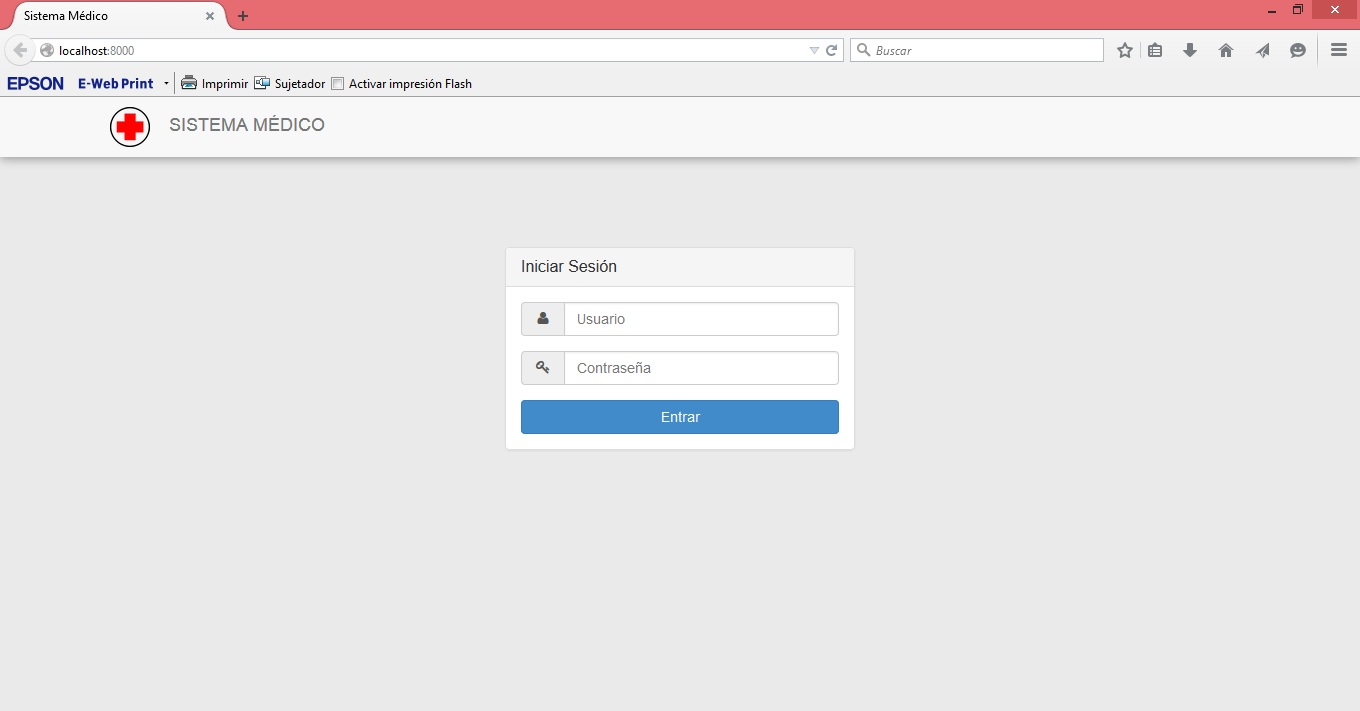 Sistema Médico
localhost:8000
Buscar
EPSON E-Web Print Imprimir Sujetador Activar impresión Flash
SISTEMA MÉDICO
Iniciar Sesión
Usuario
Contraseña
Entrar